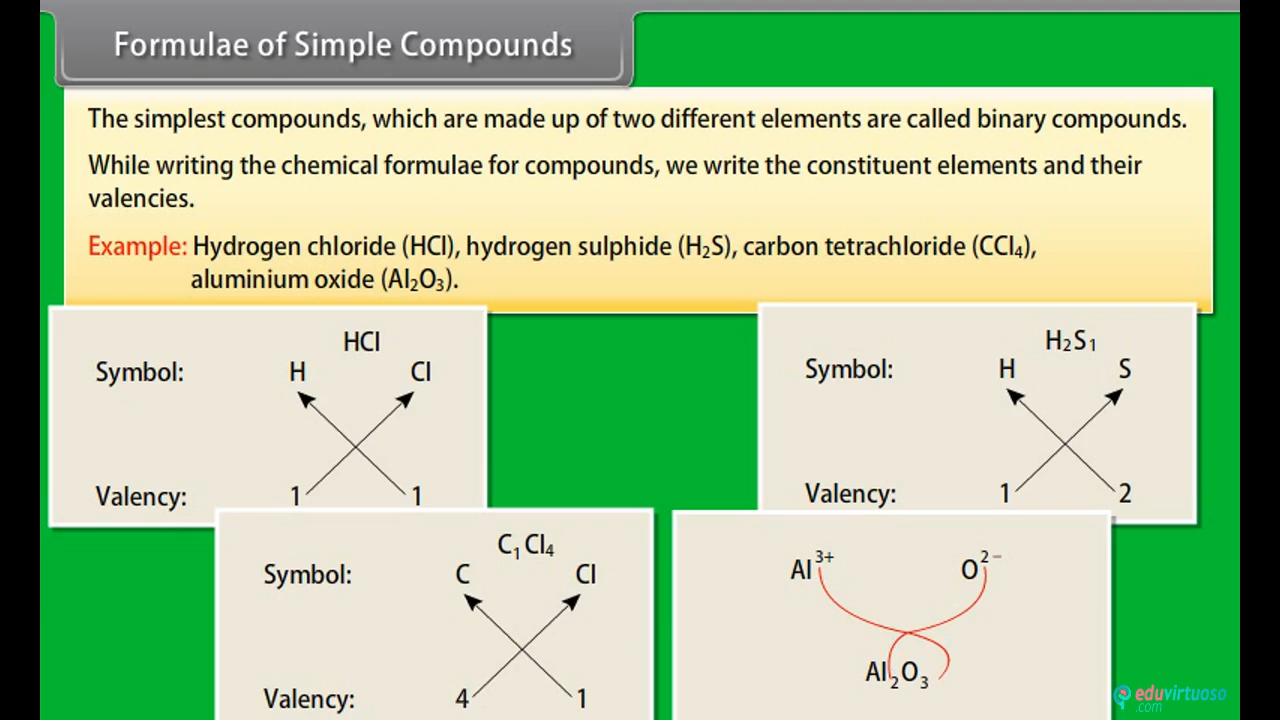 Formulae of Simple Compounds
The simplest compounds, which are made up of two different elements are called binary compounds.
While writing the chemical formulae for compounds, we write the constituent elements and their
valencies.
Example: Hydrogen chloride (HCl), hydrogen sulphide (H₂S), carbon tetrachloride (CCl₄),
aluminium oxide (Al₂O₃).
HCl
Symbol: H Cl
Valency: 1 1
H₂S₁
Symbol: H S
Valency: 1 2
C₁Cl₄
Symbol: C Cl
Valency: 4 1
Al³⁺ O²⁻
Al₂O₃
eduvirtuoso
.com